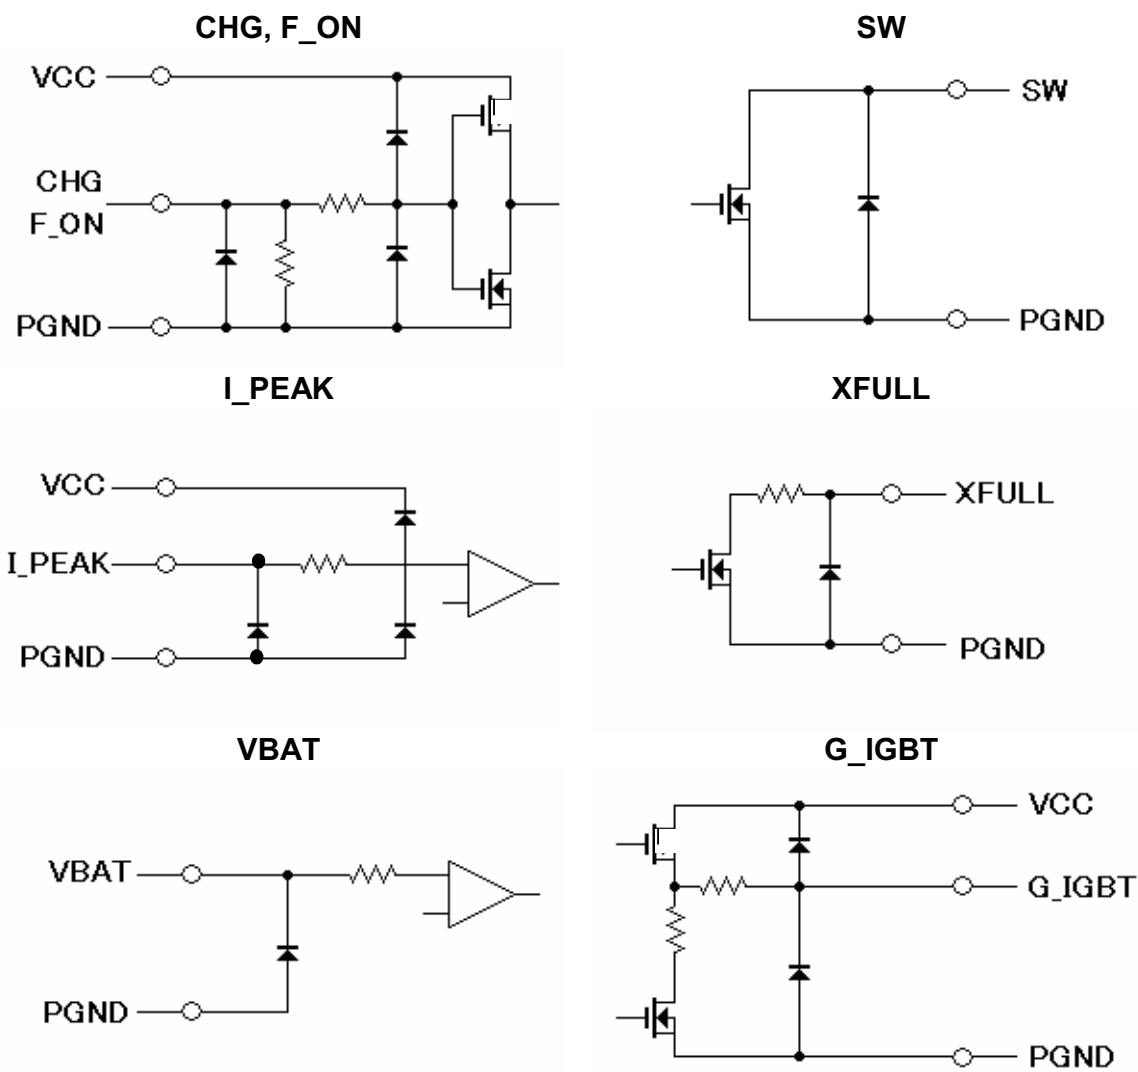 CHG, F_ON
VCC
CHG
F_ON
PGND
SW
SW
PGND
I_PEAK
VCC
I_PEAK
PGND
XFULL
XFULL
PGND
VBAT
VBAT
PGND
G_IGBT
VCC
G_IGBT
PGND